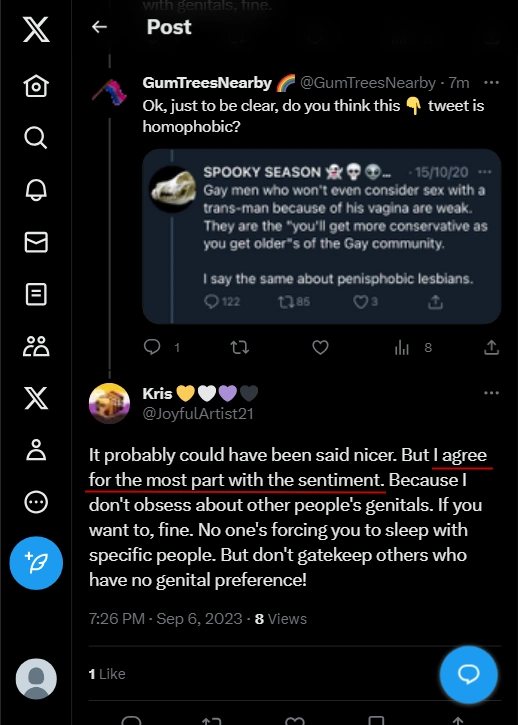 with genitals, fine.
Post
GumTreesNearby 🌈 @GumTreesNearby · 7m
Ok, just to be clear, do you think this 👇 tweet is
homophobic?
SPOOKY SEASON 👻💀👽... · 15/10/20
Gay men who won't even consider sex with a
trans-man because of his vagina are weak.
They are the "you'll get more conservative as
you get older"s of the Gay community.
I say the same about penisphobic lesbians.
122 85 3
1 8
Kris 💛🤍💜🖤
@JoyfulArtist21
It probably could have been said nicer. But I agree
for the most part with the sentiment. Because I
don't obsess about other people's genitals. If you
want to, fine. No one's forcing you to sleep with
specific people. But don't gatekeep others who
have no genital preference!
7:26 PM · Sep 6, 2023 · 8 Views
1 Like